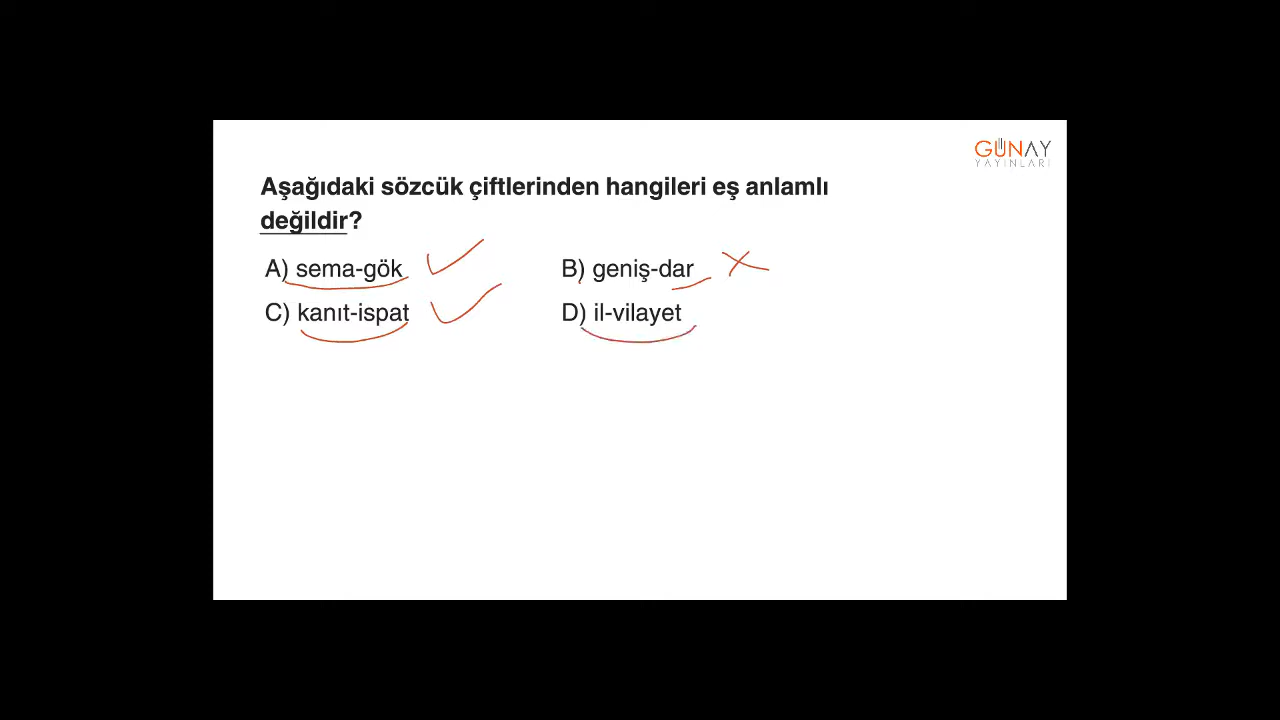 GÜNAY
YAYINLARI
Aşağıdaki sözcük çiftlerinden hangileri eş anlamlı
değildir?
A) sema-gök B) geniş-dar
C) kanıt-ispat D) il-vilayet